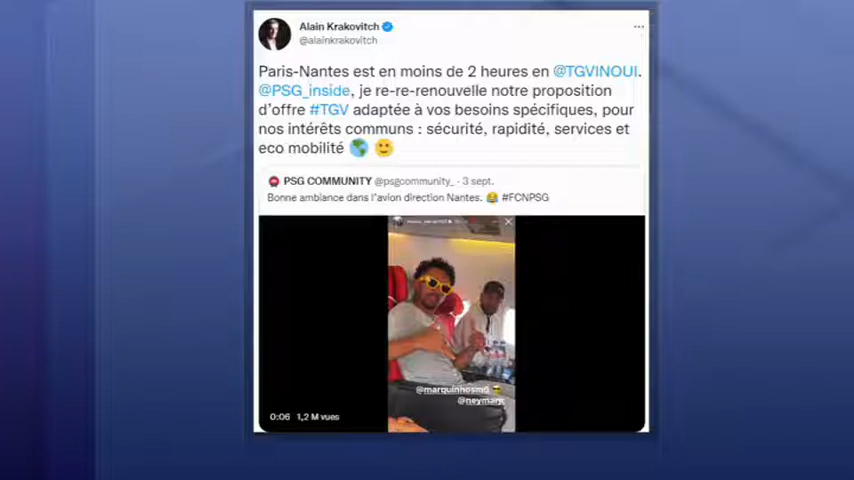 Alain Krakovitch
@alainkrakovitch
Paris-Nantes est en moins de 2 heures en @TGVINOUI.
@PSG_inside, je re-re-renouvelle notre proposition
d'offre #TGV adaptée à vos besoins spécifiques, pour
nos intérêts communs : sécurité, rapidité, services et
eco mobilité 🌎 🙂
PSG COMMUNITY @psgcommunity_ · 3 sept.
Bonne ambiance dans l'avion direction Nantes. 😂 #FCNPSG
@marquinhosm5 😎
@neymarjr
0:06 1,2 M vues